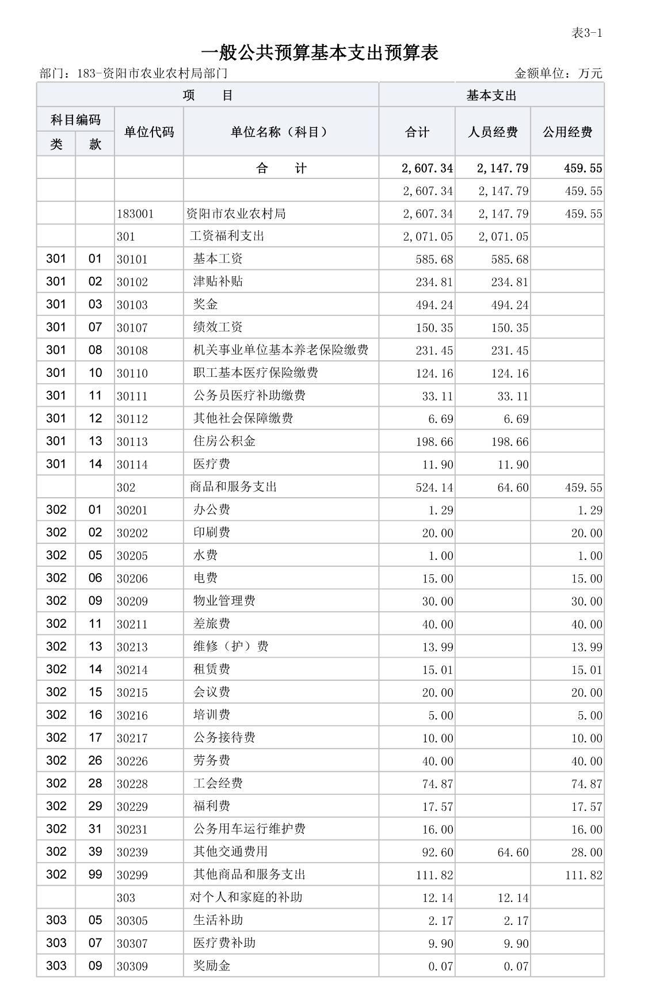 表3-1
一般公共预算基本支出预算表
部门：183-资阳市农业农村局部门 金额单位：万元
项 目 基本支出
科目编码 单位代码 单位名称（科目） 合计 人员经费 公用经费
类 款
合 计 2,607.34 2,147.79 459.55
2,607.34 2,147.79 459.55
183001 资阳市农业农村局 2,607.34 2,147.79 459.55
301 工资福利支出 2,071.05 2,071.05
301 01 30101 基本工资 585.68 585.68
301 02 30102 津贴补贴 234.81 234.81
301 03 30103 奖金 494.24 494.24
301 07 30107 绩效工资 150.35 150.35
301 08 30108 机关事业单位基本养老保险缴费 231.45 231.45
301 10 30110 职工基本医疗保险缴费 124.16 124.16
301 11 30111 公务员医疗补助缴费 33.11 33.11
301 12 30112 其他社会保障缴费 6.69 6.69
301 13 30113 住房公积金 198.66 198.66
301 14 30114 医疗费 11.90 11.90
302 商品和服务支出 524.14 64.60 459.55
302 01 30201 办公费 1.29 1.29
302 02 30202 印刷费 20.00 20.00
302 05 30205 水费 1.00 1.00
302 06 30206 电费 15.00 15.00
302 09 30209 物业管理费 30.00 30.00
302 11 30211 差旅费 40.00 40.00
302 13 30213 维修（护）费 13.99 13.99
302 14 30214 租赁费 15.01 15.01
302 15 30215 会议费 20.00 20.00
302 16 30216 培训费 5.00 5.00
302 17 30217 公务接待费 10.00 10.00
302 26 30226 劳务费 40.00 40.00
302 28 30228 工会经费 74.87 74.87
302 29 30229 福利费 17.57 17.57
302 31 30231 公务用车运行维护费 16.00 16.00
302 39 30239 其他交通费用 92.60 64.60 28.00
302 99 30299 其他商品和服务支出 111.82 111.82
303 对个人和家庭的补助 12.14 12.14
303 05 30305 生活补助 2.17 2.17
303 07 30307 医疗费补助 9.90 9.90
303 09 30309 奖励金 0.07 0.07